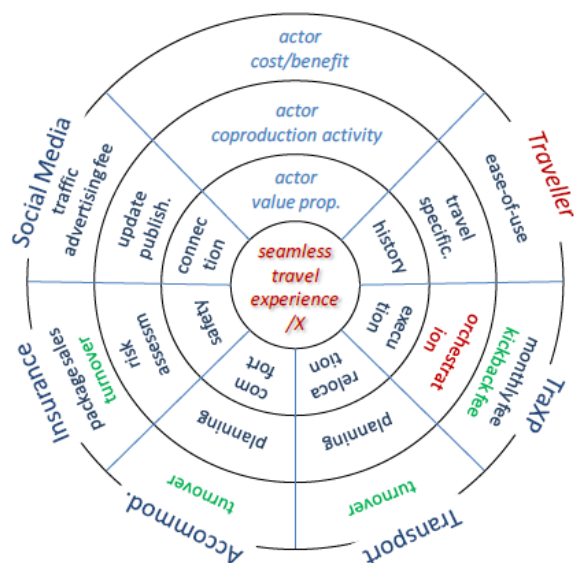 actor
cost/benefit
actor
coproduction activity
actor
value prop.
seamless
travel
experience
/X
Traveller
ease-of-use
travel
specific.
history
TraXP
monthly fee
kickback fee
orchestrat
ion
execu
tion
Transport
turnover
planning
reloca
tion
Accommod.
turnover
planning
com
fort
Insurance
package sales
turnover
risk
assessm
safety
Social Media
traffic
advertising fee
update
publish.
connec
tion